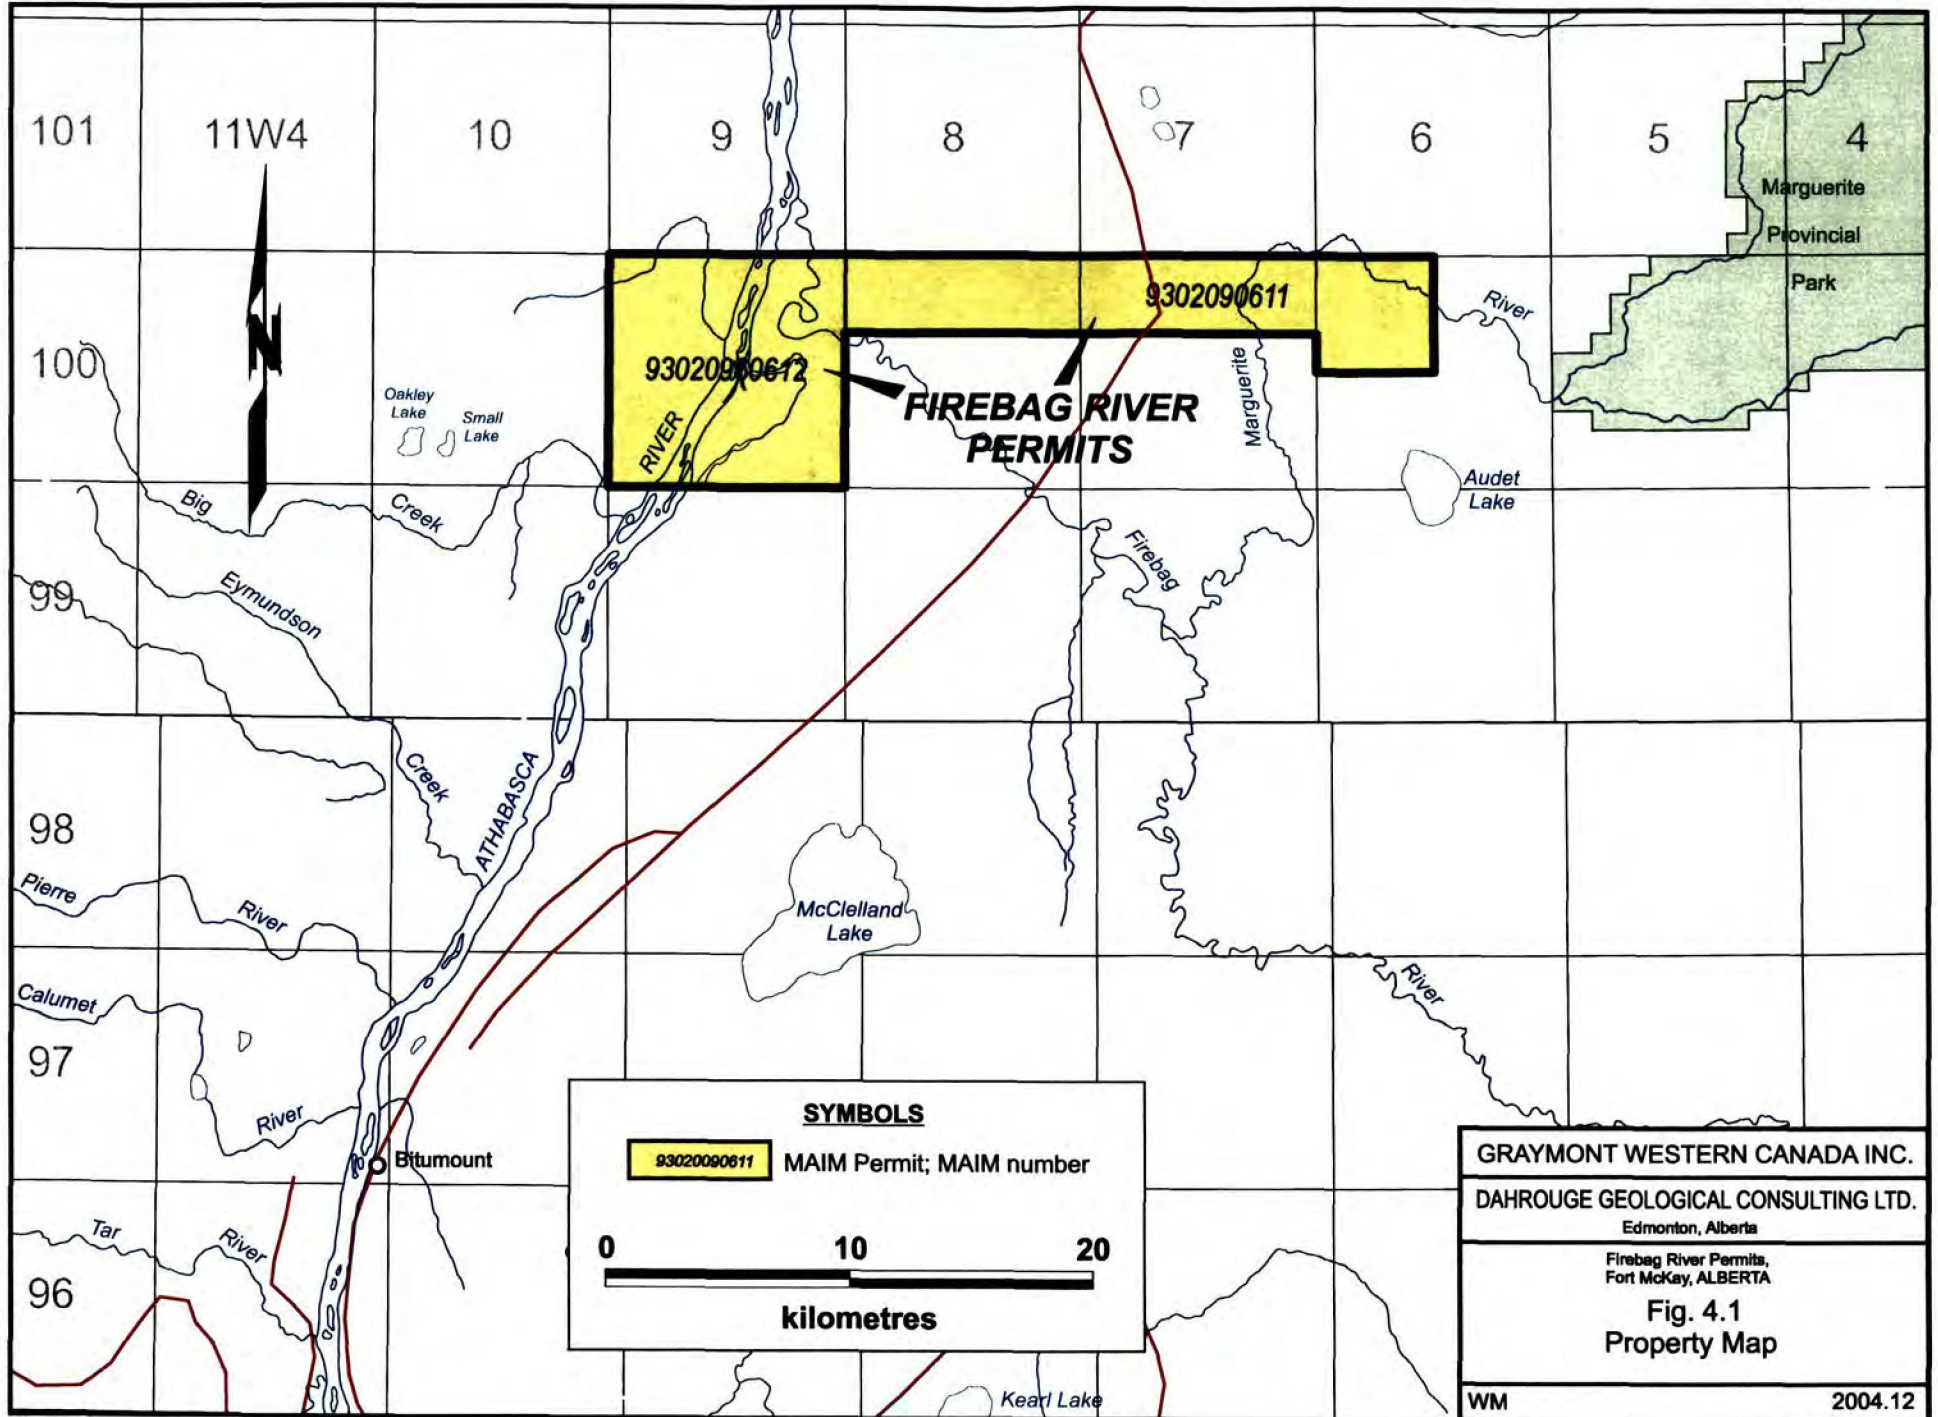 101
11W4
10
9
8
7
6
5
4
Marguerite
Provincial
Park
N
100
9302090611
9302090612
River
Marguerite
Oakley
Lake
Small
Lake
RIVER
FIREBAG RIVER
PERMITS
Audet
Lake
Big
Creek
Firebag
99
Eymundson
Creek
ATHABASCA
98
Pierre
River
McClelland
Lake
River
Calumet
97
River
Bitumount
Tar
River
96
SYMBOLS
93020090611
MAIM Permit; MAIM number
0 10 20
kilometres
Kearl Lake
GRAYMONT WESTERN CANADA INC.
DAHROUGE GEOLOGICAL CONSULTING LTD.
Edmonton, Alberta
Firebag River Permits,
Fort McKay, ALBERTA
Fig. 4.1
Property Map
WM 2004.12